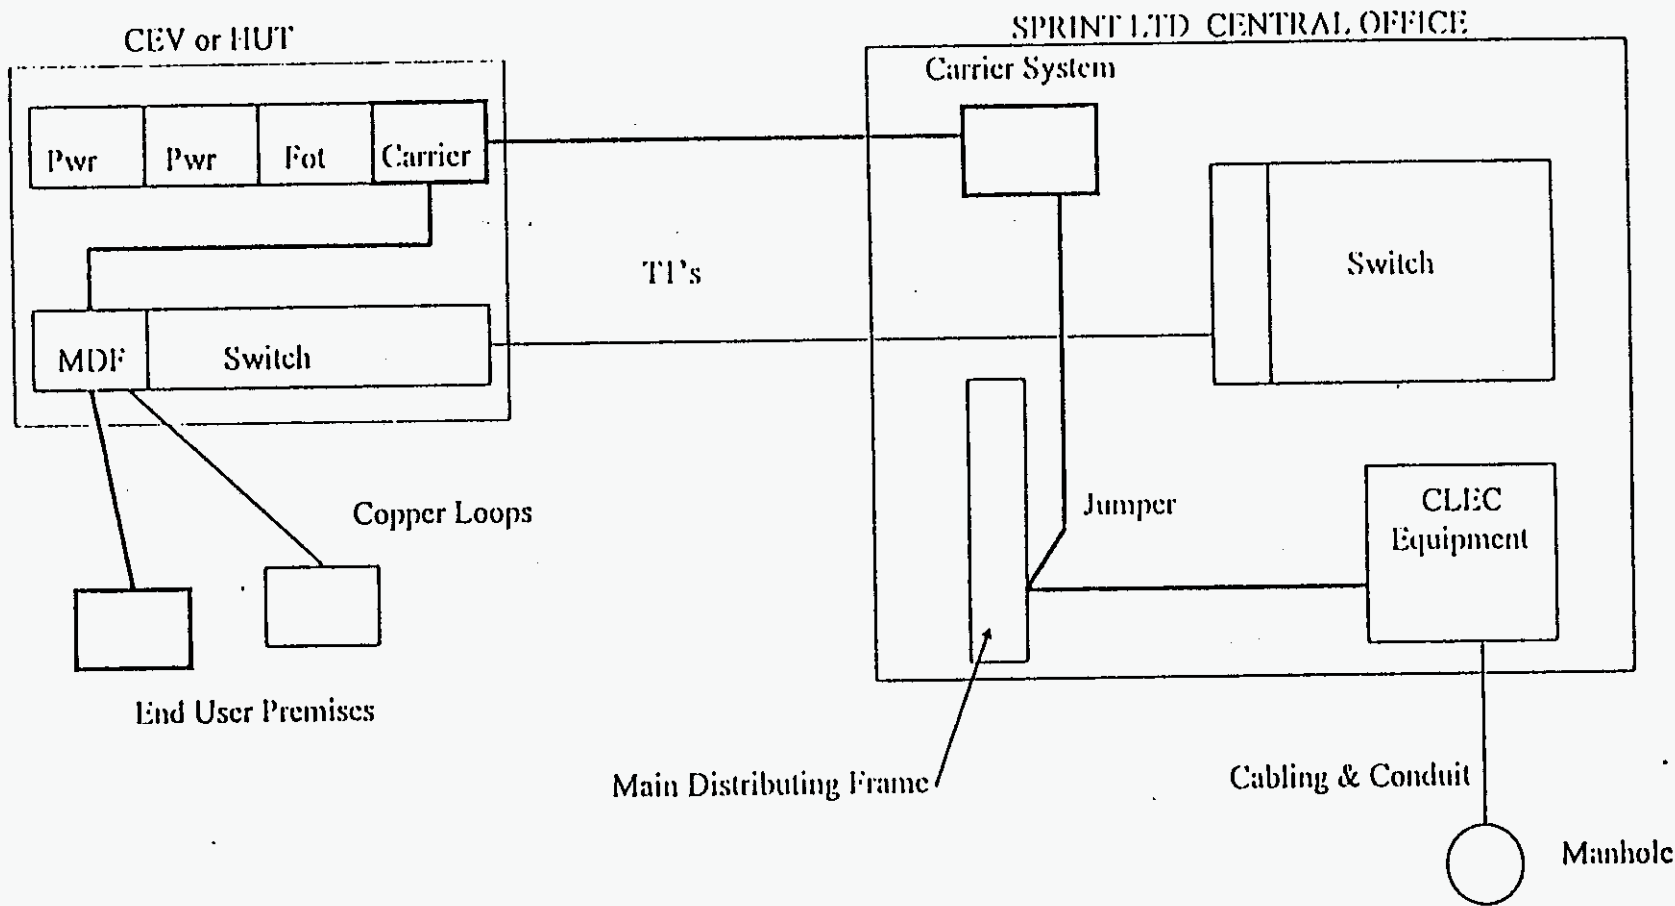 CEV or HUT
SPRINT LTD CENTRAL OFFICE
Carrier System
Pwr
Pwr
Fot
Carrier
T1's
Switch
MDF
Switch
Copper Loops
Jumper
CLEC
Equipment
End User Premises
Main Distributing Frame
Cabling & Conduit
Manhole